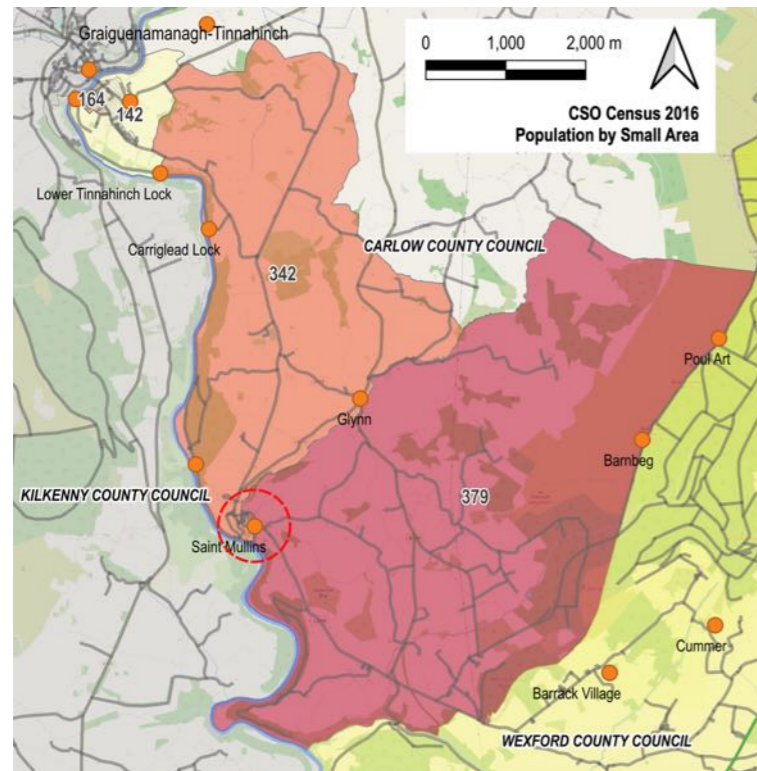 Graiguenamanagh-Tinnahinch
0 1,000 2,000 m
CSO Census 2016
Population by Small Area
164
142
Lower Tinnahinch Lock
Carriglead Lock
CARLOW COUNTY COUNCIL
342
Poul Art
Glynn
Bambeg
KILKENNY COUNTY COUNCIL
379
Saint Mullins
Cummer
Barrack Village
WEXFORD COUNTY COUNCIL